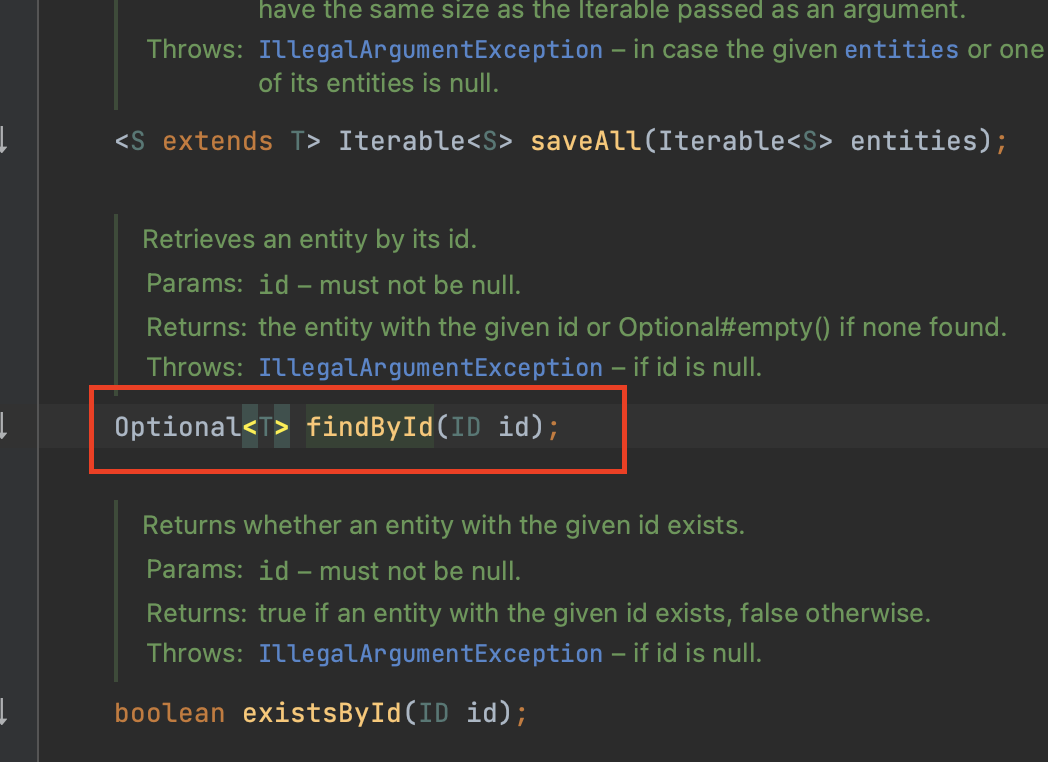 have the same size as the Iterable passed as an argument.
Throws: IllegalArgumentException – in case the given entities or one
of its entities is null.
<S extends T> Iterable<S> saveAll(Iterable<S> entities);
Retrieves an entity by its id.
Params: id – must not be null.
Returns: the entity with the given id or Optional#empty() if none found.
Throws: IllegalArgumentException – if id is null.
Optional<T> findById(ID id);
Returns whether an entity with the given id exists.
Params: id – must not be null.
Returns: true if an entity with the given id exists, false otherwise.
Throws: IllegalArgumentException – if id is null.
boolean existsById(ID id);